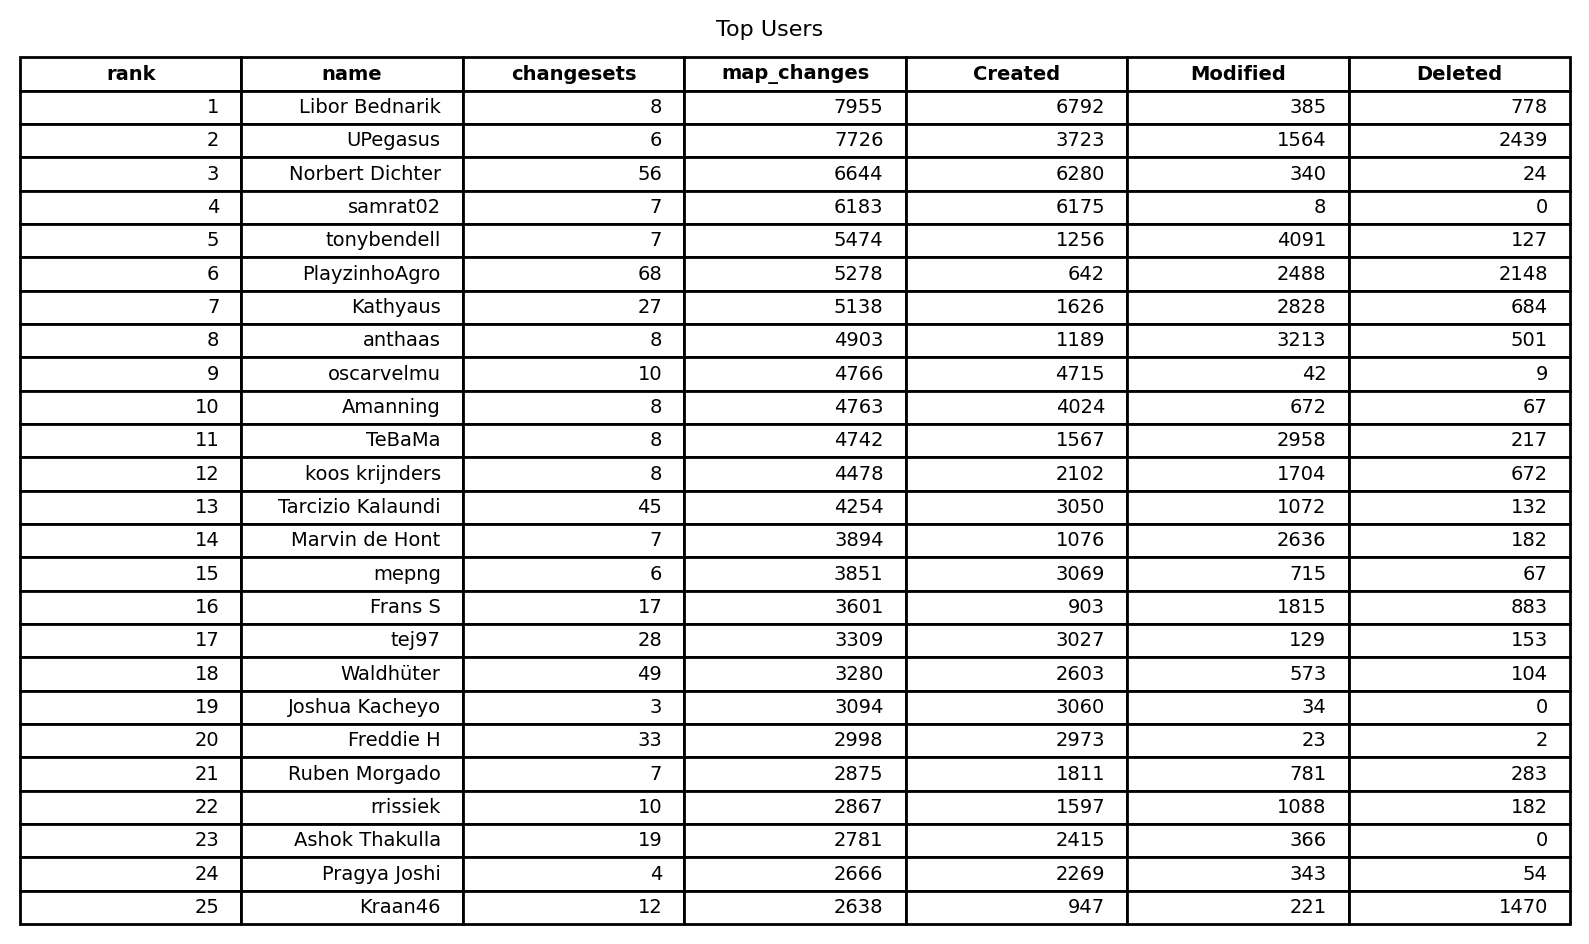 Top Users
rank name changesets map_changes Created Modified Deleted
1 Libor Bednarik 8 7955 6792 385 778
2 UPegasus 6 7726 3723 1564 2439
3 Norbert Dichter 56 6644 6280 340 24
4 samrat02 7 6183 6175 8 0
5 tonybendell 7 5474 1256 4091 127
6 PlayzinhoAgro 68 5278 642 2488 2148
7 Kathyaus 27 5138 1626 2828 684
8 anthaas 8 4903 1189 3213 501
9 oscarvelmu 10 4766 4715 42 9
10 Amanning 8 4763 4024 672 67
11 TeBaMa 8 4742 1567 2958 217
12 koos krijnders 8 4478 2102 1704 672
13 Tarcizio Kalaundi 45 4254 3050 1072 132
14 Marvin de Hont 7 3894 1076 2636 182
15 mepng 6 3851 3069 715 67
16 Frans S 17 3601 903 1815 883
17 tej97 28 3309 3027 129 153
18 Waldhüter 49 3280 2603 573 104
19 Joshua Kacheyo 3 3094 3060 34 0
20 Freddie H 33 2998 2973 23 2
21 Ruben Morgado 7 2875 1811 781 283
22 rrissiek 10 2867 1597 1088 182
23 Ashok Thakulla 19 2781 2415 366 0
24 Pragya Joshi 4 2666 2269 343 54
25 Kraan46 12 2638 947 221 1470